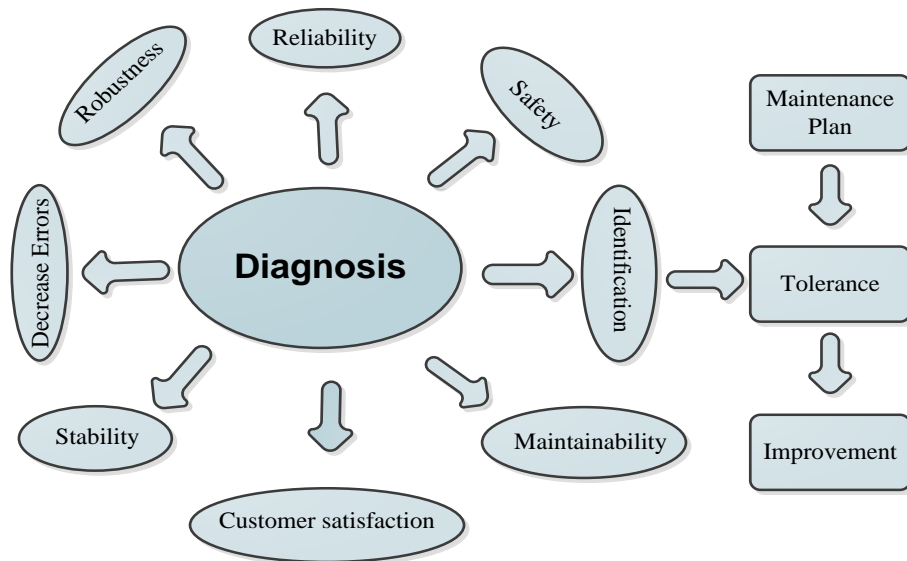 Reliability
Robustness
Safety
Maintenance
Plan
Decrease Errors
Diagnosis
Identification
Tolerance
Stability
Maintainability
Improvement
Customer satisfaction